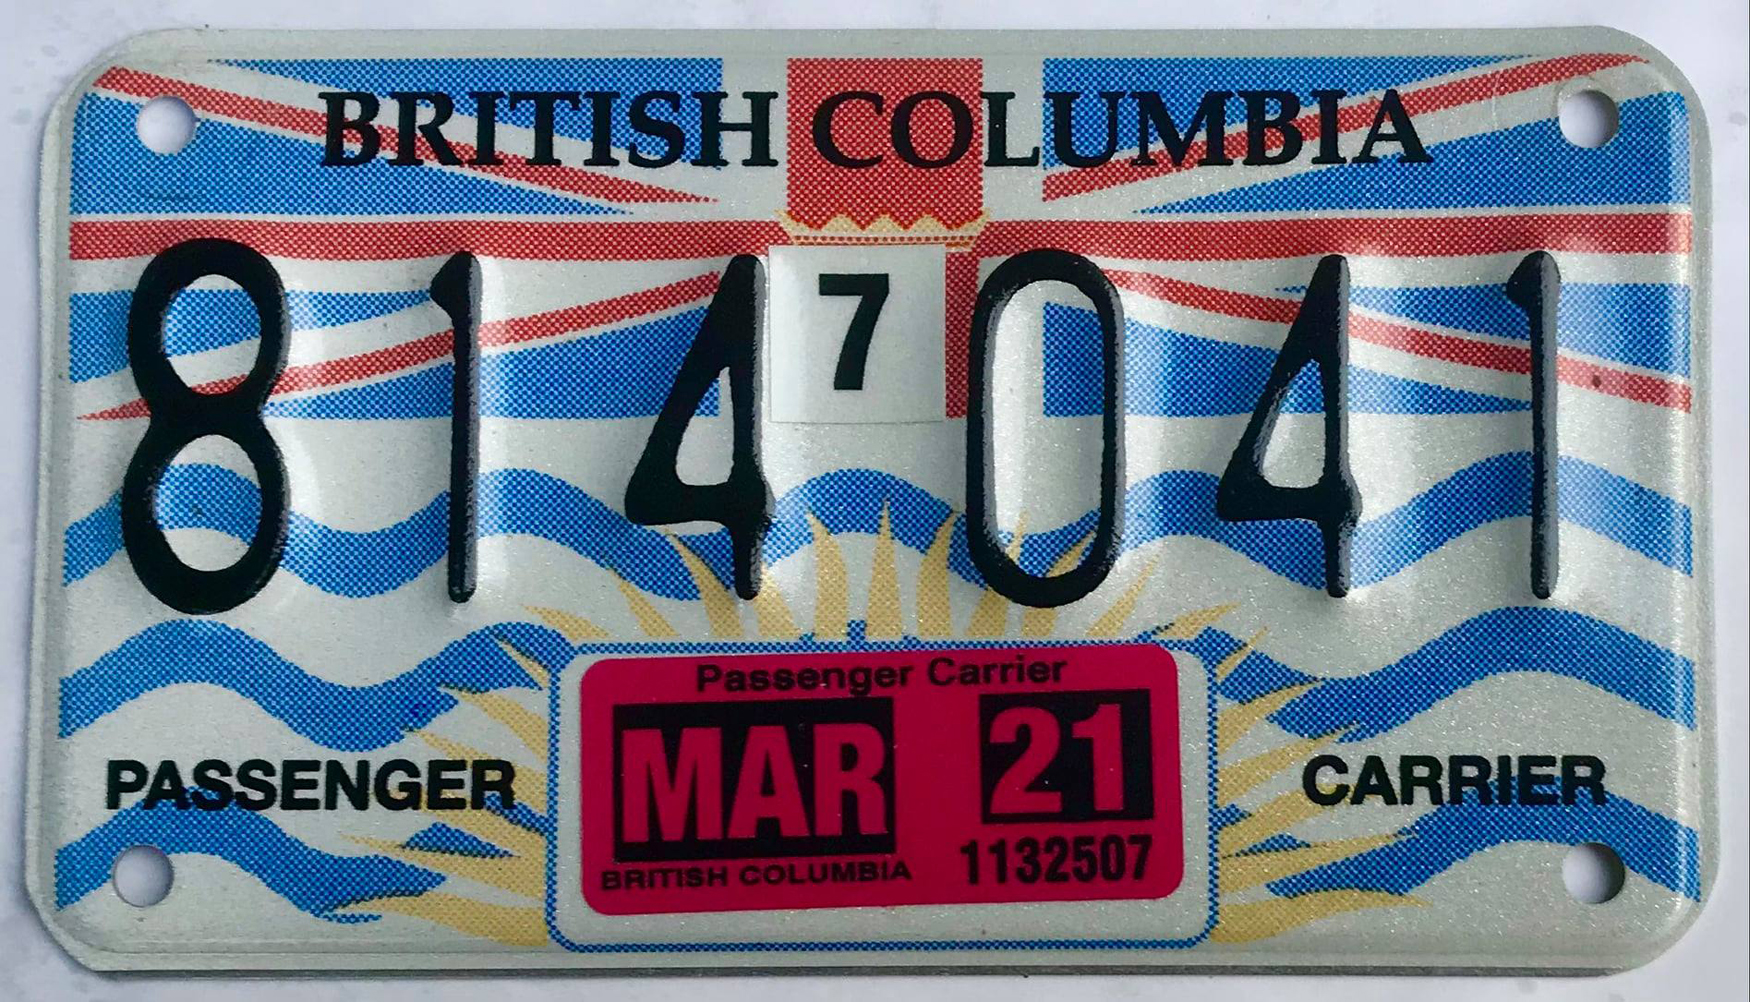 BRITISH COLUMBIA
814 7 041
PASSENGER
Passenger Carrier
MAR 21
BRITISH COLUMBIA 1132507
CARRIER